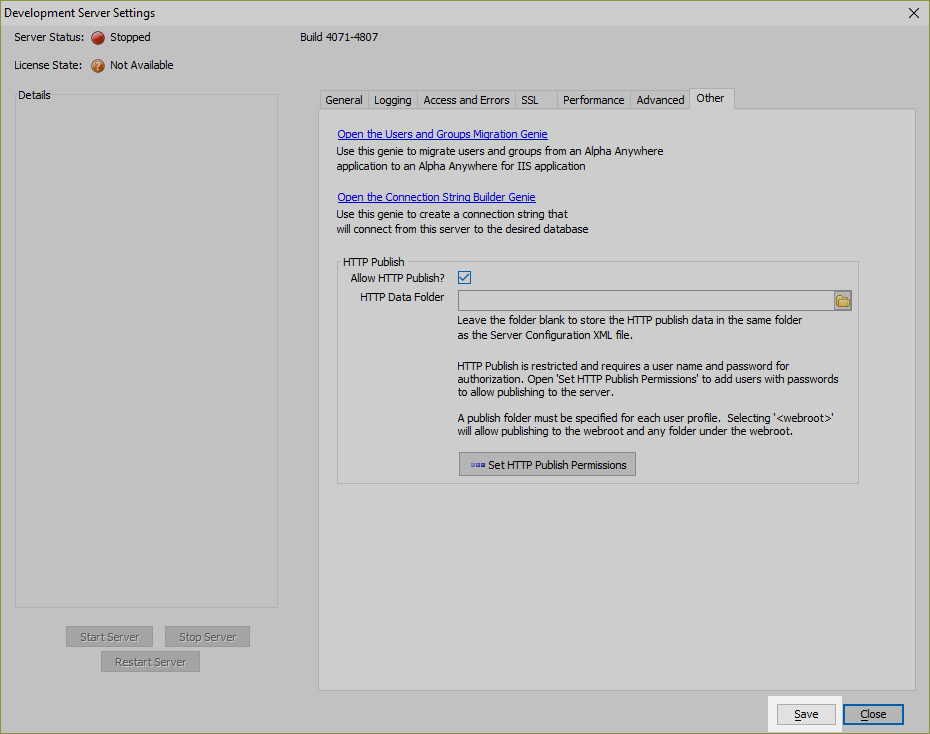 Development Server Settings
Server Status: Stopped
Build 4071-4807
License State: ? Not Available
Details
General Logging Access and Errors SSL Performance Advanced Other
Open the Users and Groups Migration Genie
Use this genie to migrate users and groups from an Alpha Anywhere
application to an Alpha Anywhere for IIS application
Open the Connection String Builder Genie
Use this genie to create a connection string that
will connect from this server to the desired database
HTTP Publish
Allow HTTP Publish?
HTTP Data Folder
Leave the folder blank to store the HTTP publish data in the same folder
as the Server Configuration XML file.
HTTP Publish is restricted and requires a user name and password for
authorization. Open 'Set HTTP Publish Permissions' to add users with passwords
to allow publishing to the server.
A publish folder must be specified for each user profile. Selecting '<webroot>'
will allow publishing to the webroot and any folder under the webroot.
Set HTTP Publish Permissions
Start Server Stop Server
Restart Server
Save Close